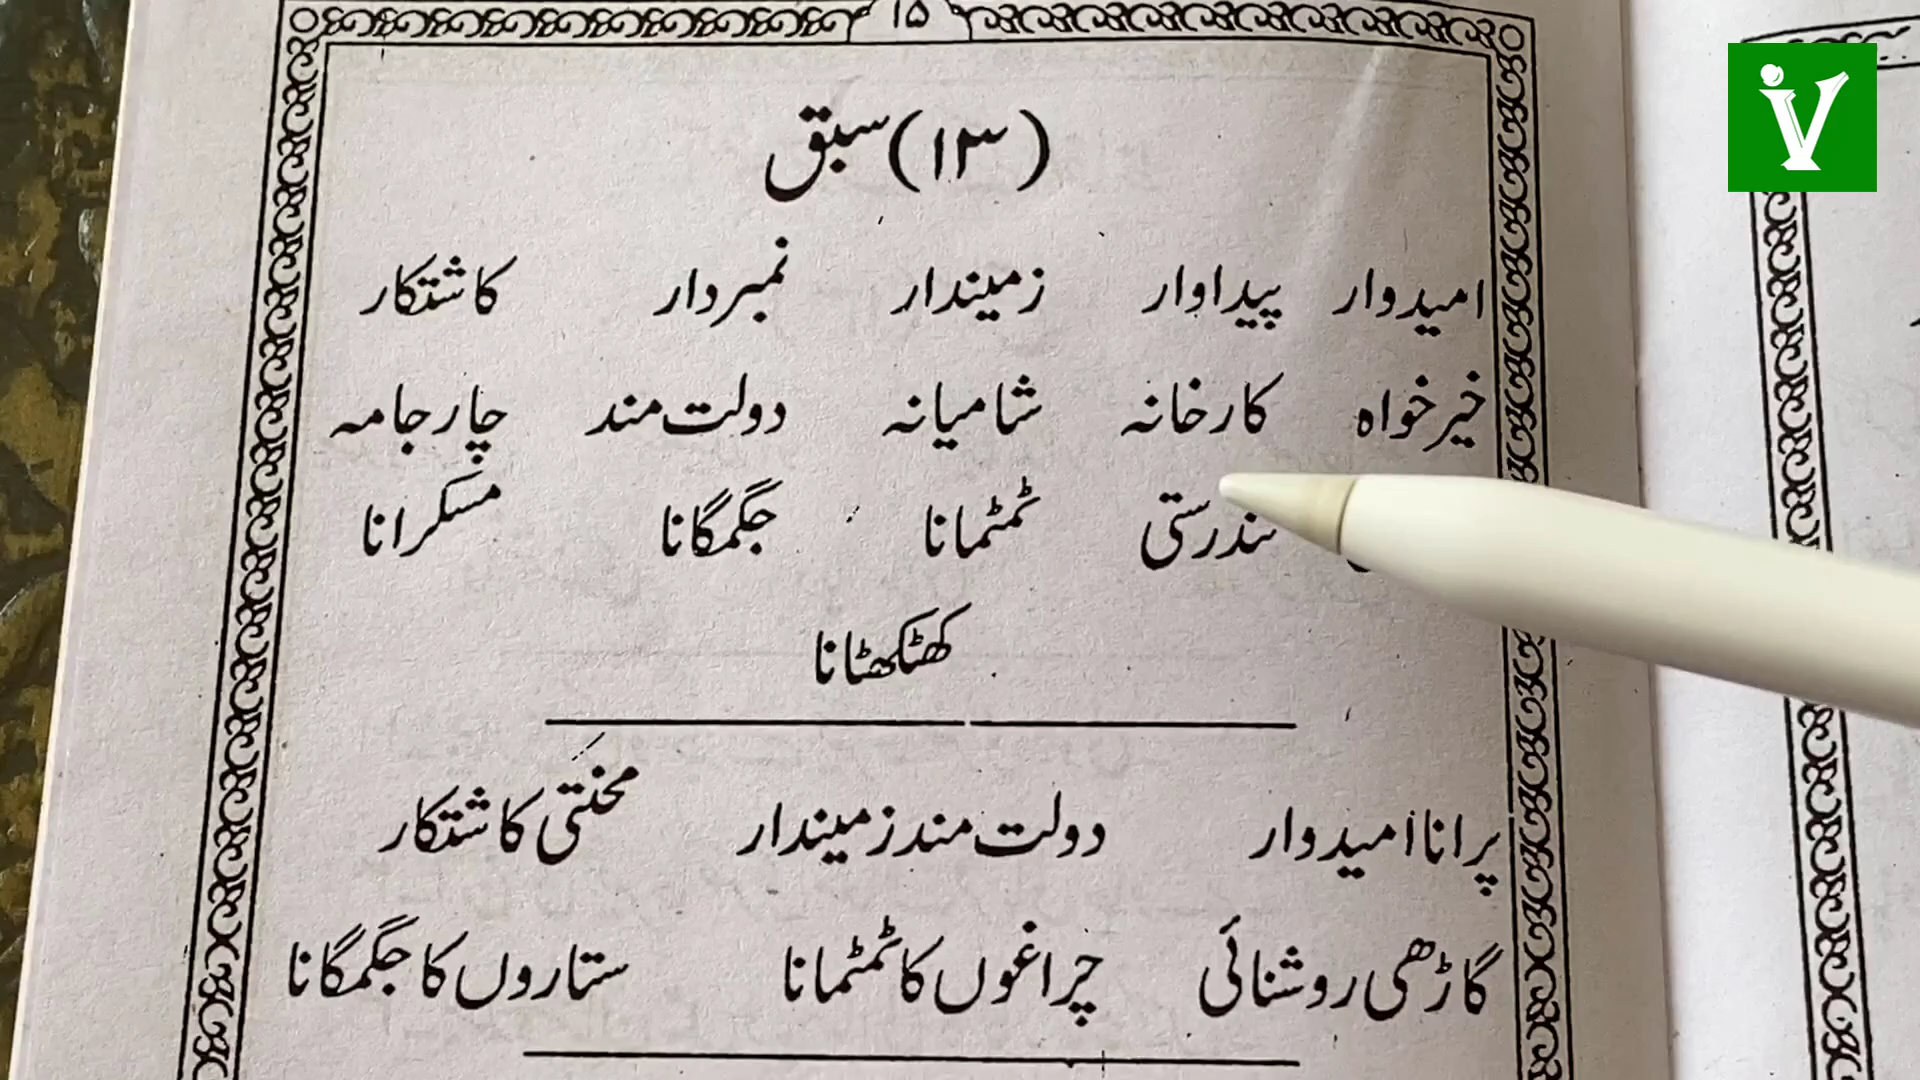 ۱۵
(۱۳) سبق
امیدوار پیداوار زمیندار نمبردار کاشتکار
خیرخواہ کارخانہ شامیانہ دولت مند چارجامہ
تندرستی ٹمٹمانا جگمگانا مسکرانا
کھٹکھٹانا
پرانا امیدوار دولت مند زمیندار محنتی کاشتکار
گاڑھی روشنائی چراغوں کا ٹمٹمانا ستاروں کا جگمگانا